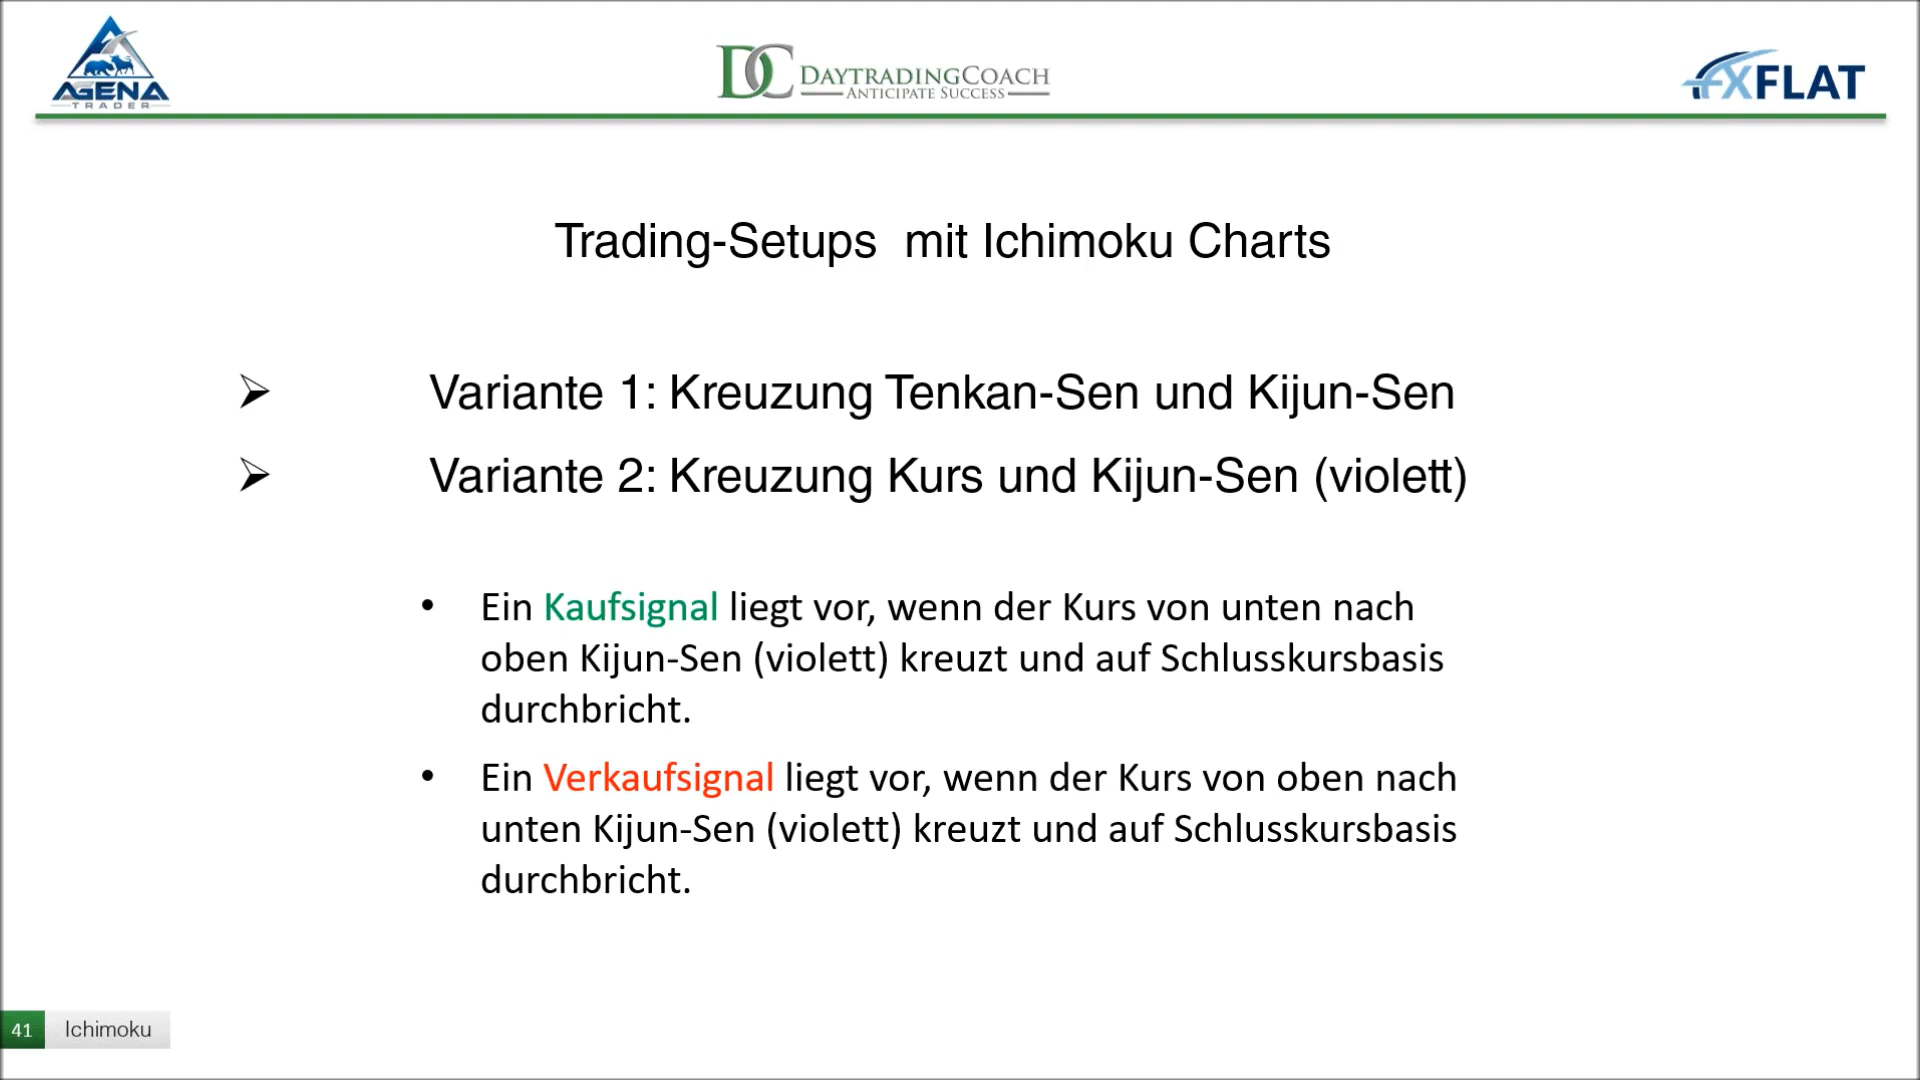 AGENA
TRADER
DC DAYTRADINGCOACH
ANTICIPATE SUCCESS
FXFLAT
Trading-Setups mit Ichimoku Charts
➢ Variante 1: Kreuzung Tenkan-Sen und Kijun-Sen
➢ Variante 2: Kreuzung Kurs und Kijun-Sen (violett)
• Ein Kaufsignal liegt vor, wenn der Kurs von unten nach
oben Kijun-Sen (violett) kreuzt und auf Schlusskursbasis
durchbricht.
• Ein Verkaufsignal liegt vor, wenn der Kurs von oben nach
unten Kijun-Sen (violett) kreuzt und auf Schlusskursbasis
durchbricht.
41 Ichimoku